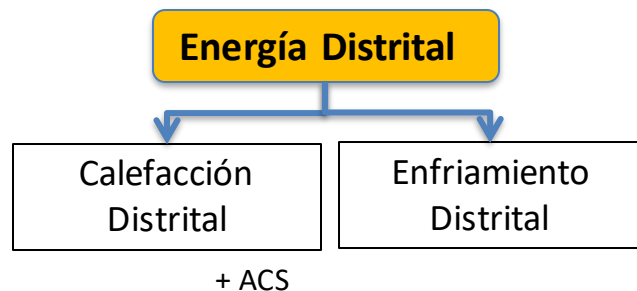 Energía Distrital
Calefacción
Distrital
Enfriamiento
Distrital
+ ACS